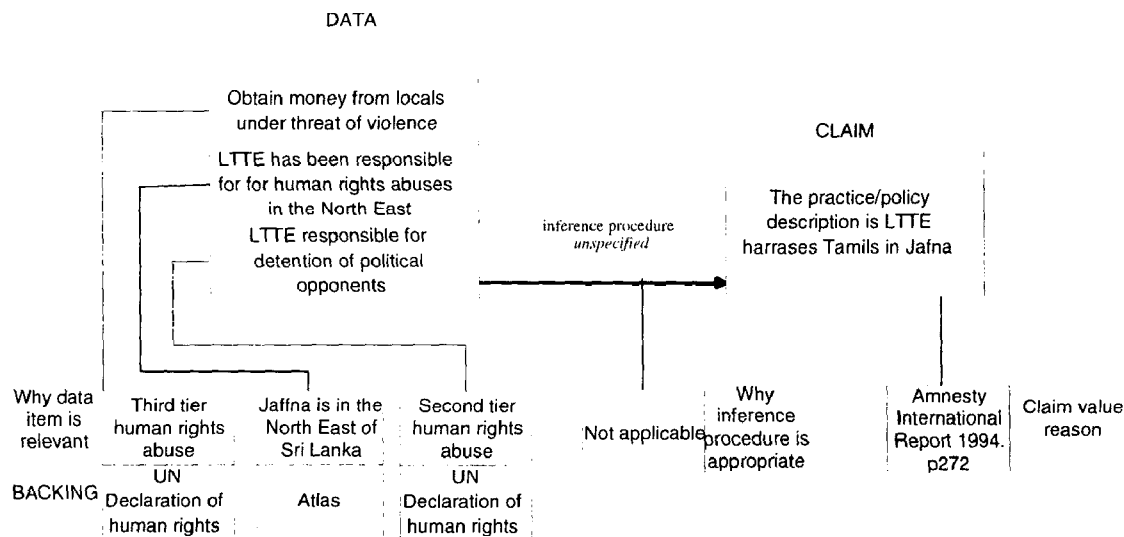 DATA
Obtain money from locals
under threat of violence
LTTE has been responsible
for for human rights abuses
in the North East
LTTE responsible for
detention of political
opponents
inference procedure
unspecified
CLAIM
The practice/policy
description is LTTE
harrases Tamils in Jafna
Why data
item is
relevant
Third tier
human rights
abuse
Jaffna is in the
North East of
Sri Lanka
Second tier
human rights
abuse
Not applicable
Why
inference
procedure is
appropriate
Amnesty
International
Report 1994.
p272
Claim value
reason
BACKING
UN
Declaration of
human rights
Atlas
UN
Declaration of
human rights